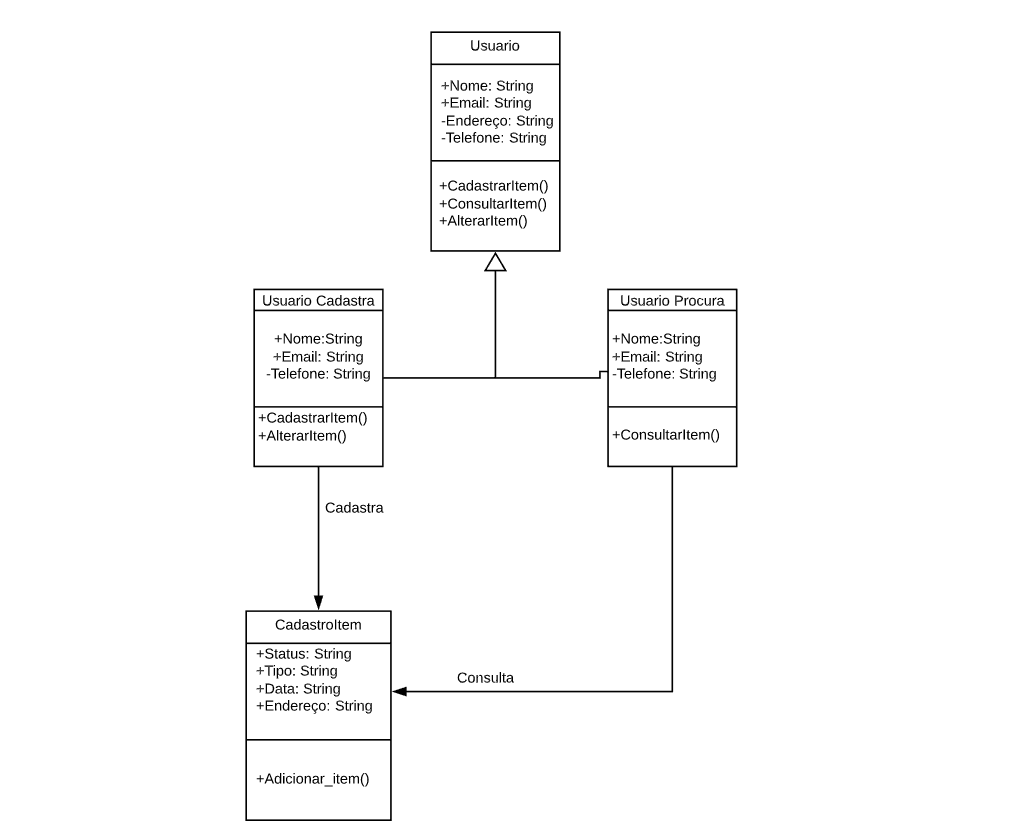 Usuario
+Nome: String
+Email: String
-Endereço: String
-Telefone: String
+CadastrarItem()
+ConsultarItem()
+AlterarItem()
Usuario Cadastra
+Nome:String
+Email: String
-Telefone: String
+CadastrarItem()
+AlterarItem()
Usuario Procura
+Nome:String
+Email: String
-Telefone: String
+ConsultarItem()
Cadastra
Consulta
CadastroItem
+Status: String
+Tipo: String
+Data: String
+Endereço: String
+Adicionar_item()